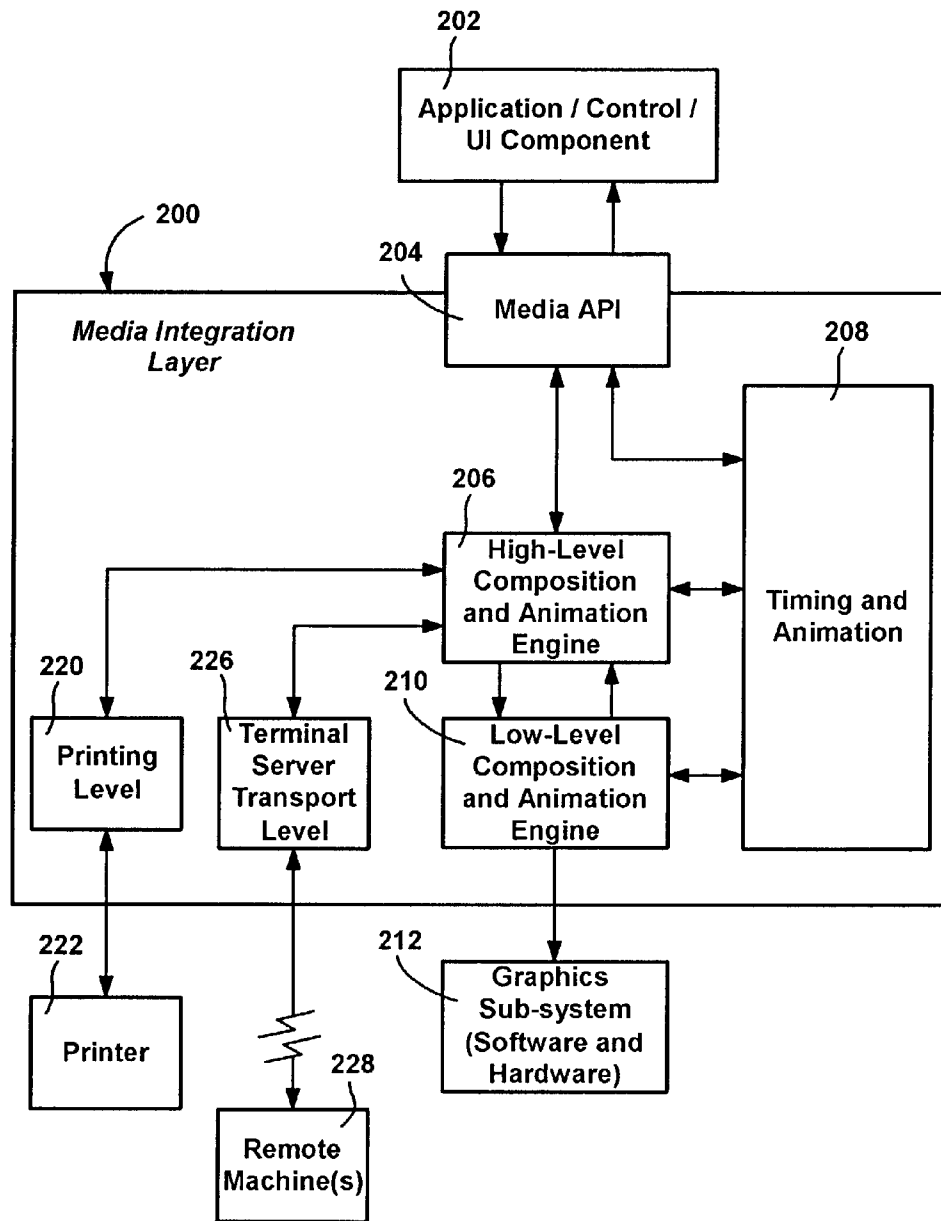 202
Application / Control /
UI Component
200
204
Media API
Media Integration
Layer
208
Timing and
Animation
206
High-Level
Composition
and Animation
Engine
220
Printing
Level
226
Terminal
Server
Transport
Level
210
Low-Level
Composition
and Animation
Engine
222
Printer
212
Graphics
Sub-system
(Software and
Hardware)
228
Remote
Machine(s)